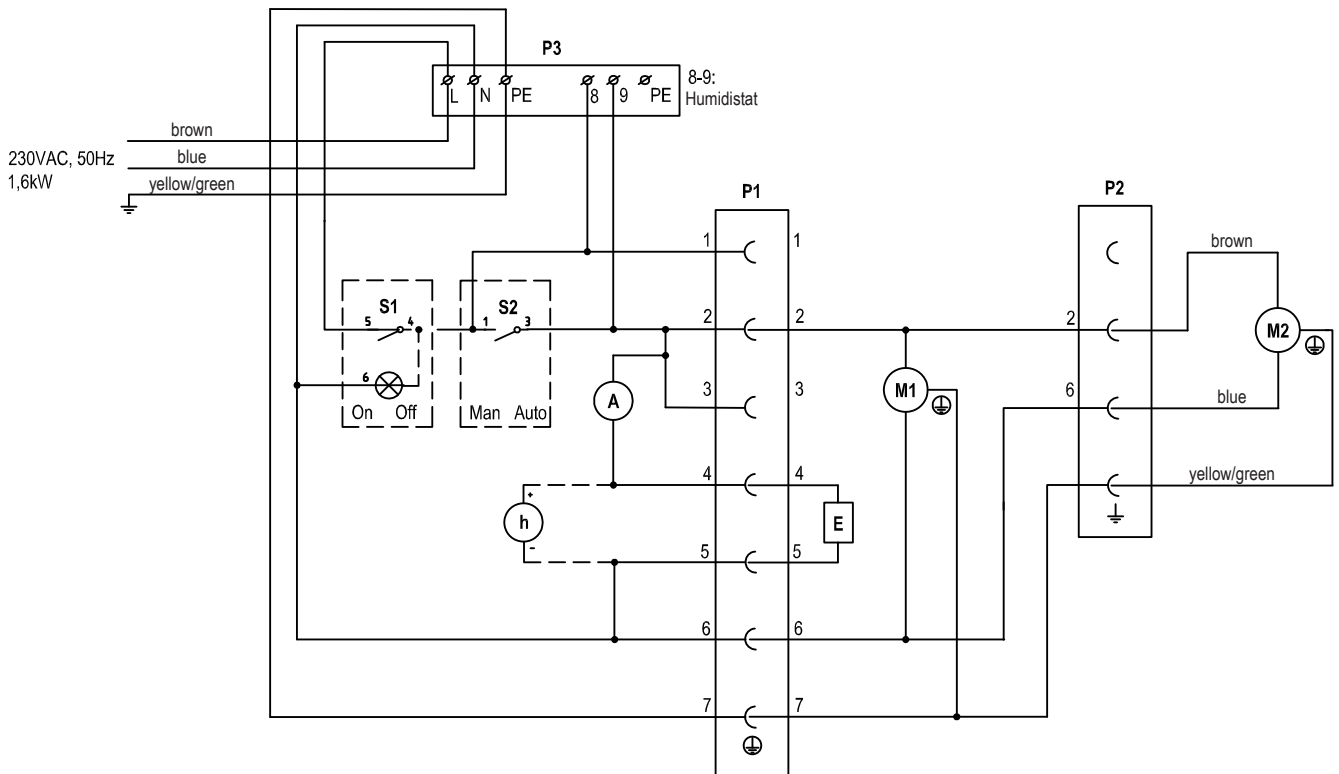 P3
L N PE 8 9 PE
8-9:
Humidistat
brown
230VAC, 50Hz
blue
1,6kW
yellow/green
P1
P2
1 1
brown
S1
S2
5 4
1 3
2 2
2
M2
6
On Off
Man Auto
A
3 3
M1
6
blue
4 4
yellow/green
+
h
-
E
5 5
6 6
7 7